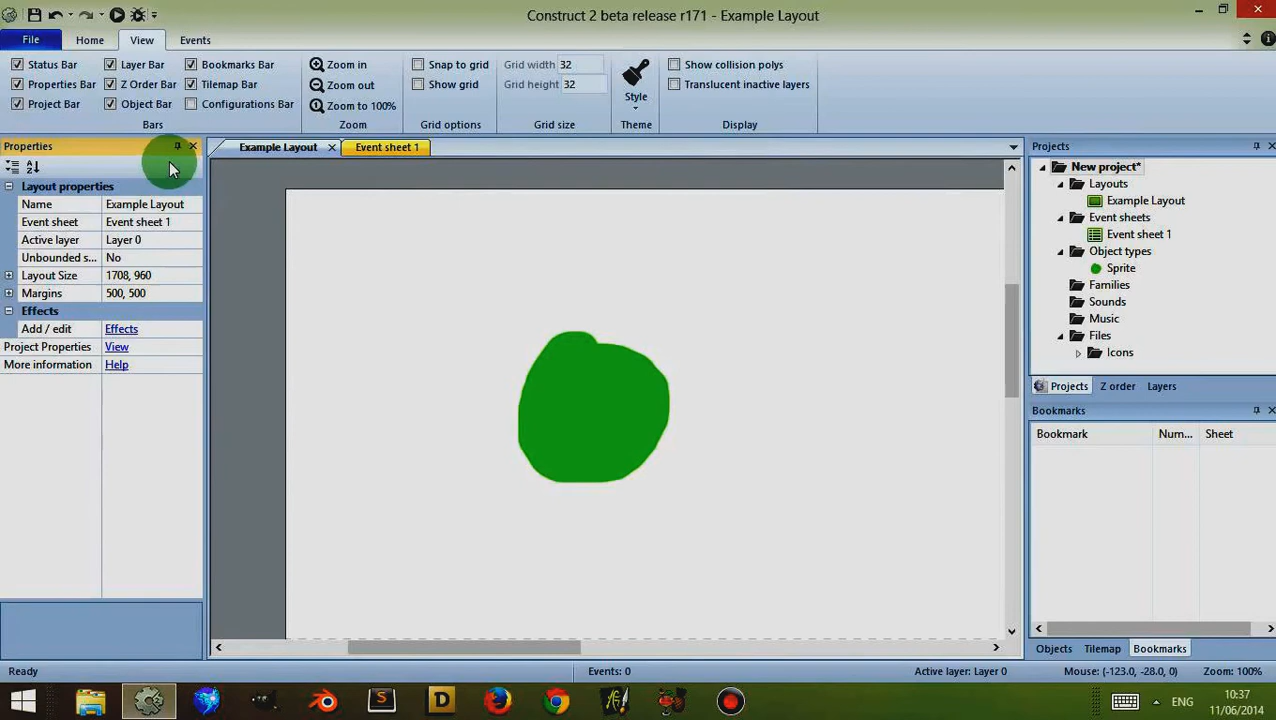 Construct 2 beta release r171 - Example Layout
File Home View Events
Status Bar Layer Bar Bookmarks Bar Zoom in Snap to grid Grid width 32 Show collision polys
Properties Bar Z Order Bar Tilemap Bar Zoom out Show grid Grid height 32 Style Translucent inactive layers
Project Bar Object Bar Configurations Bar Zoom to 100%
Bars Zoom Grid options Grid size Theme Display
Properties
Example Layout Event sheet 1
Layout properties
Name Example Layout
Event sheet Event sheet 1
Active layer Layer 0
Unbounded s... No
Layout Size 1708, 960
Margins 500, 500
Effects
Add / edit Effects
Project Properties View
More information Help
Projects
New project*
Layouts
Example Layout
Event sheets
Event sheet 1
Object types
Sprite
Families
Sounds
Music
Files
Icons
Projects Z order Layers
Bookmarks
Bookmark Num... Sheet
Objects Tilemap Bookmarks
Ready Events: 0 Active layer: Layer 0 Mouse: (-123.0, -28.0, 0) Zoom: 100%
S D ENG
10:37
11/06/2014